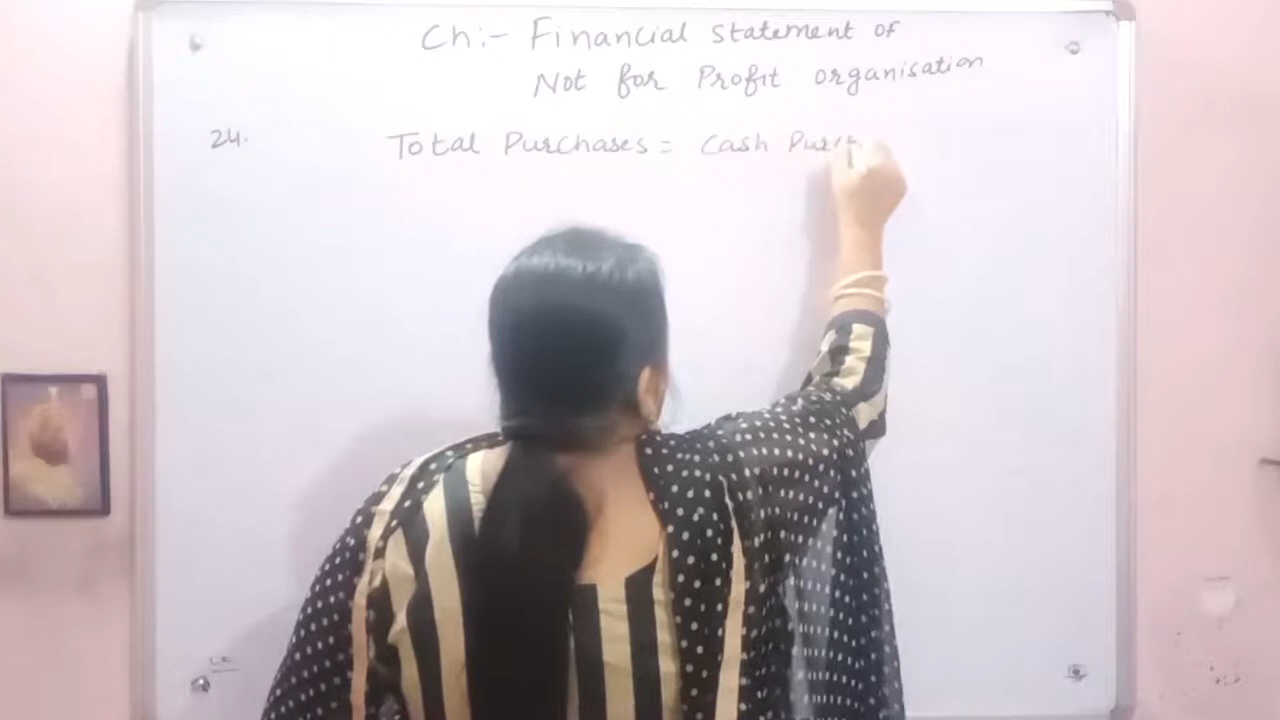 Ch:- Financial statement of
Not for Profit organisation
24. Total Purchases = Cash